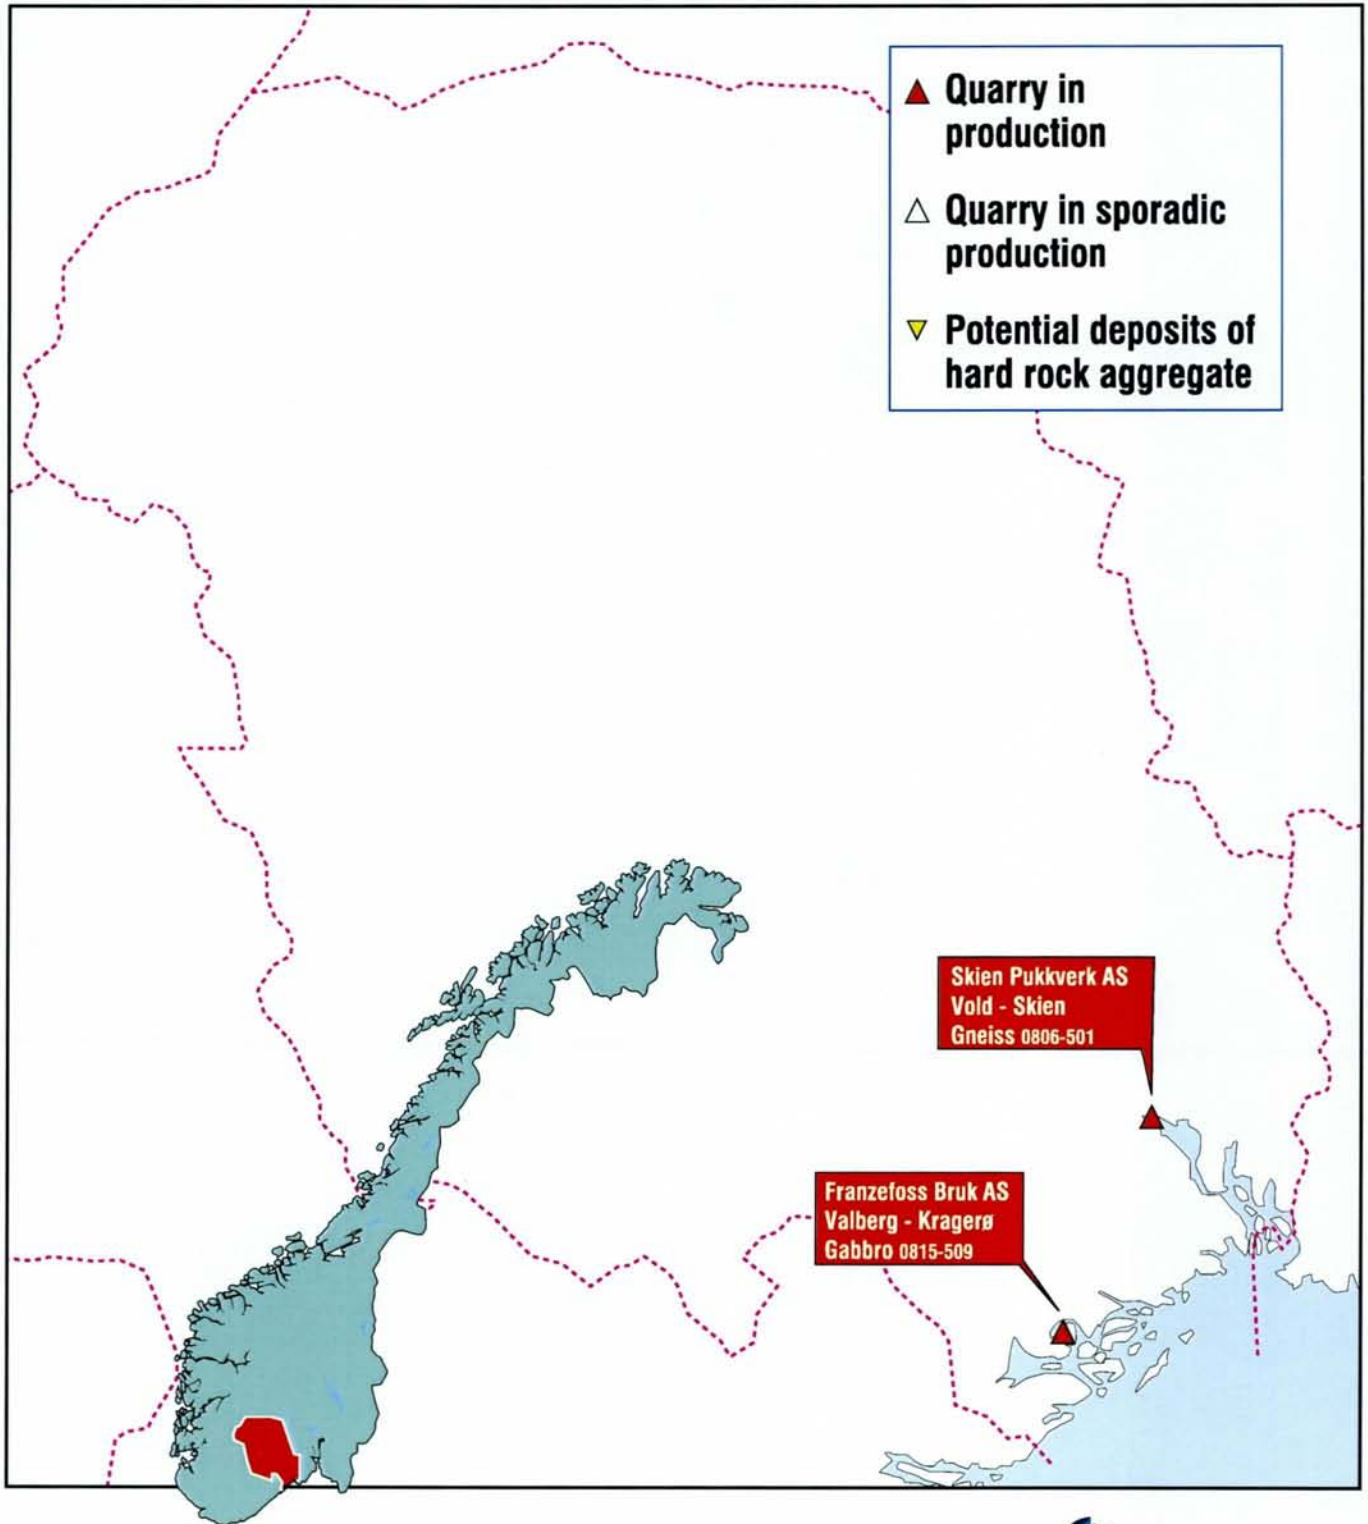 Quarry in
production
Quarry in sporadic
production
Potential deposits of
hard rock aggregate
Skien Pukkverk AS
Vold - Skien
Gneiss 0806-501
Franzefoss Bruk AS
Valberg - Kragerø
Gabbro 0815-509